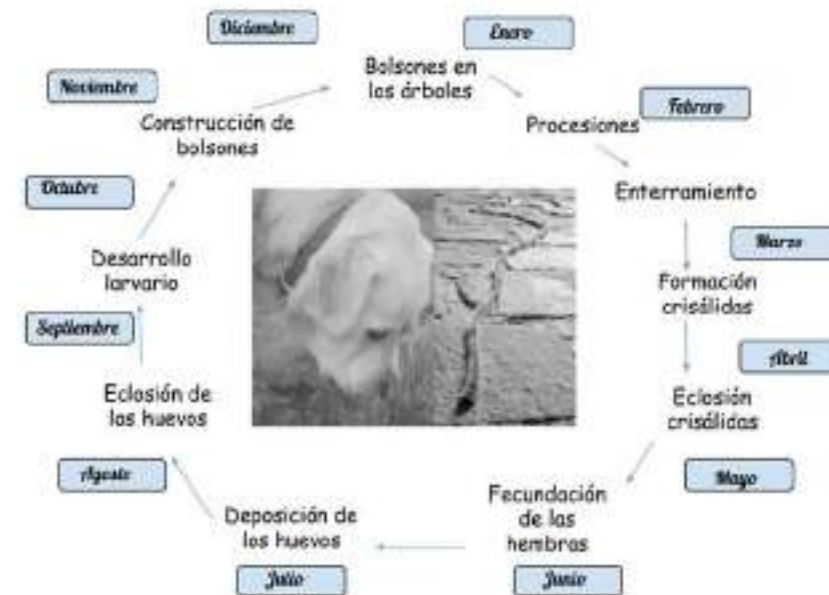 Diciembre
Enero
Bolsones en
los árboles
Noviembre
Febrero
Construcción de
bolsones
Procesiones
Octubre
Enterramiento
Marzo
Desarrollo
larvario
Formación
crisálidas
Septiembre
Abril
Eclosión de
los huevos
Eclosión
crisálidas
Agosto
Mayo
Deposición de
los huevos
Fecundación
de las
hembras
Julio
Junio